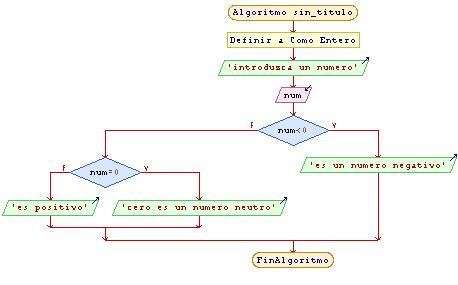 Algoritmo sin_titulo
Definir a Como Entero
'introduzca un numero'
num
F
num<0
V
F
num=0
V
'es un numero negativo'
'es positivo'
'cero es un numero neutro'
FinAlgoritmo